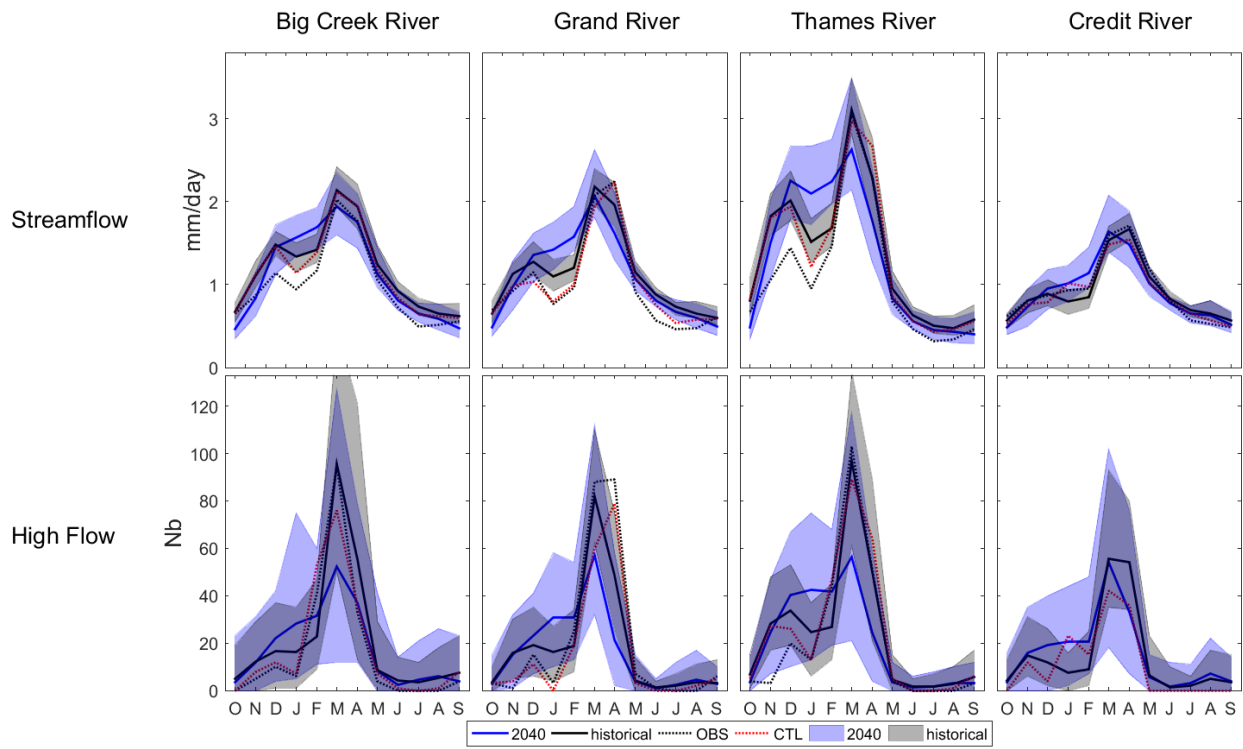 Big Creek River Grand River Thames River Credit River
3
2
1
0
mm/day
Streamflow
120
100
80
60
40
20
0
Nb
High Flow
O N D J F M A M J J A S O N D J F M A M J J A S O N D J F M A M J J A S O N D J F M A M J J A S
2040 historical OBS CTL 2040 historical